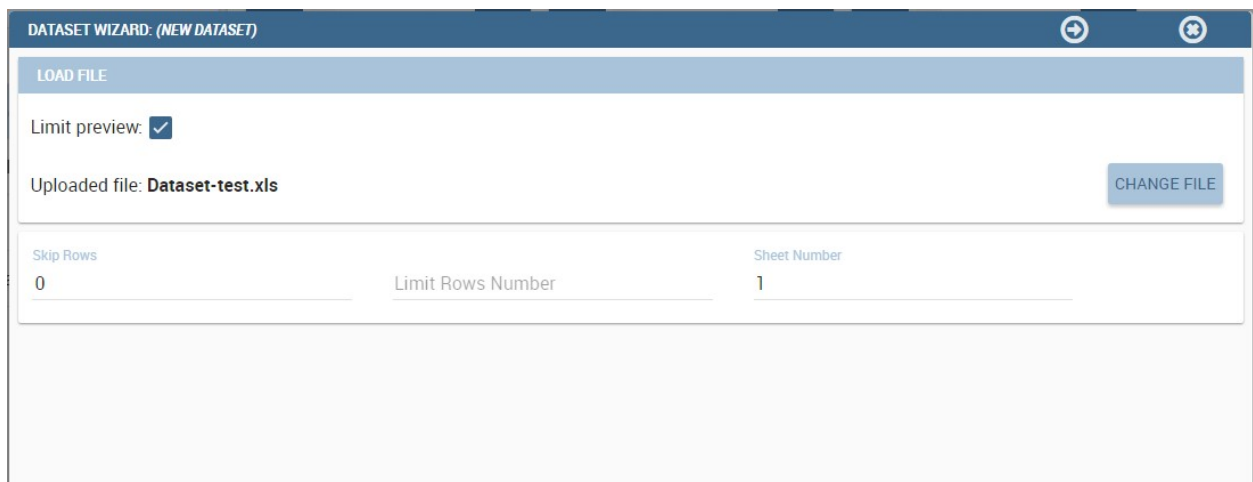 DATASET WIZARD: (NEW DATASET)
LOAD FILE
Limit preview:
Uploaded file: Dataset-test.xls
CHANGE FILE
Skip Rows
0
Limit Rows Number
Sheet Number
1